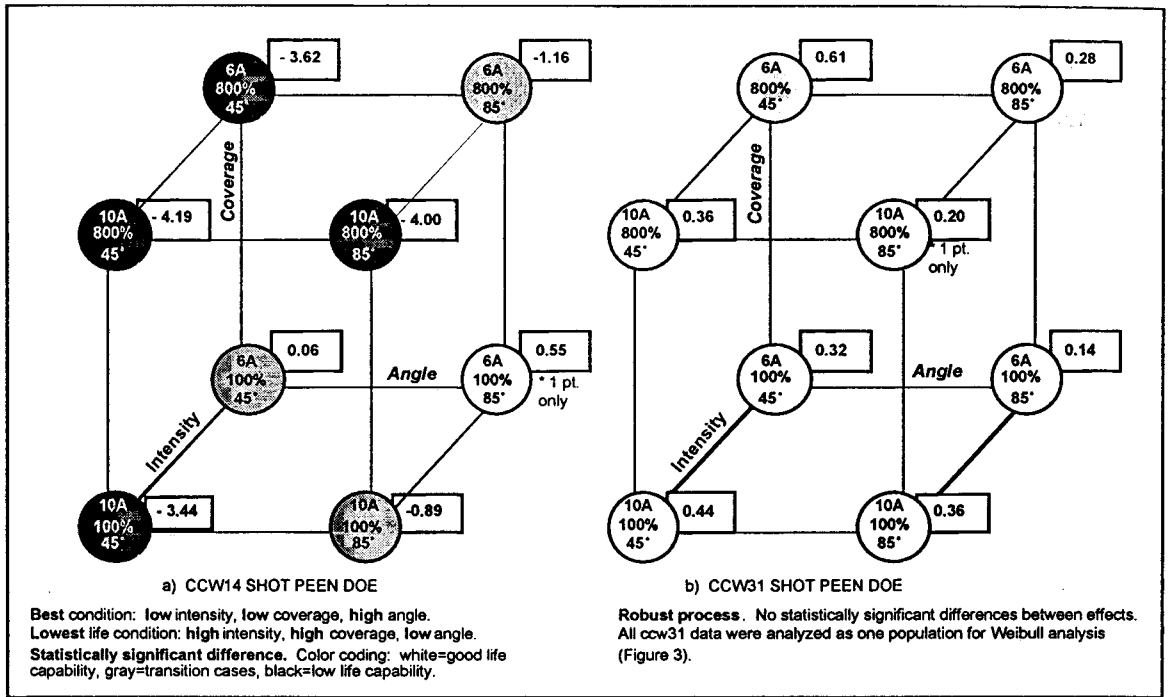 6A
800%
45°
- 3.62
6A
800%
85°
-1.16
Coverage
10A
800%
45°
- 4.19
10A
800%
85°
- 4.00
6A
100%
45°
0.06
Angle
6A
100%
85°
0.55
* 1 pt.
only
Intensity
10A
100%
45°
- 3.44
10A
100%
85°
-0.89
a) CCW14 SHOT PEEN DOE
Best condition: low intensity, low coverage, high angle.
Lowest life condition: high intensity, high coverage, low angle.
Statistically significant difference. Color coding: white=good life
capability, gray=transition cases, black=low life capability.
6A
800%
45°
0.61
6A
800%
85°
0.28
Coverage
10A
800%
45°
0.36
10A
800%
85°
0.20
* 1 pt.
only
6A
100%
45°
0.32
Angle
6A
100%
85°
0.14
Intensity
10A
100%
45°
0.44
10A
100%
85°
0.36
b) CCW31 SHOT PEEN DOE
Robust process. No statistically significant differences between effects.
All ccw31 data were analyzed as one population for Weibull analysis
(Figure 3).